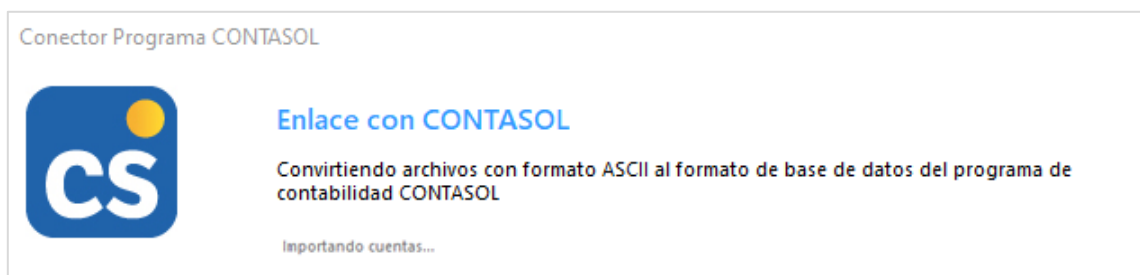 Conector Programa CONTASOL
cs
Enlace con CONTASOL
Convirtiendo archivos con formato ASCII al formato de base de datos del programa de
contabilidad CONTASOL
Importando cuentas...